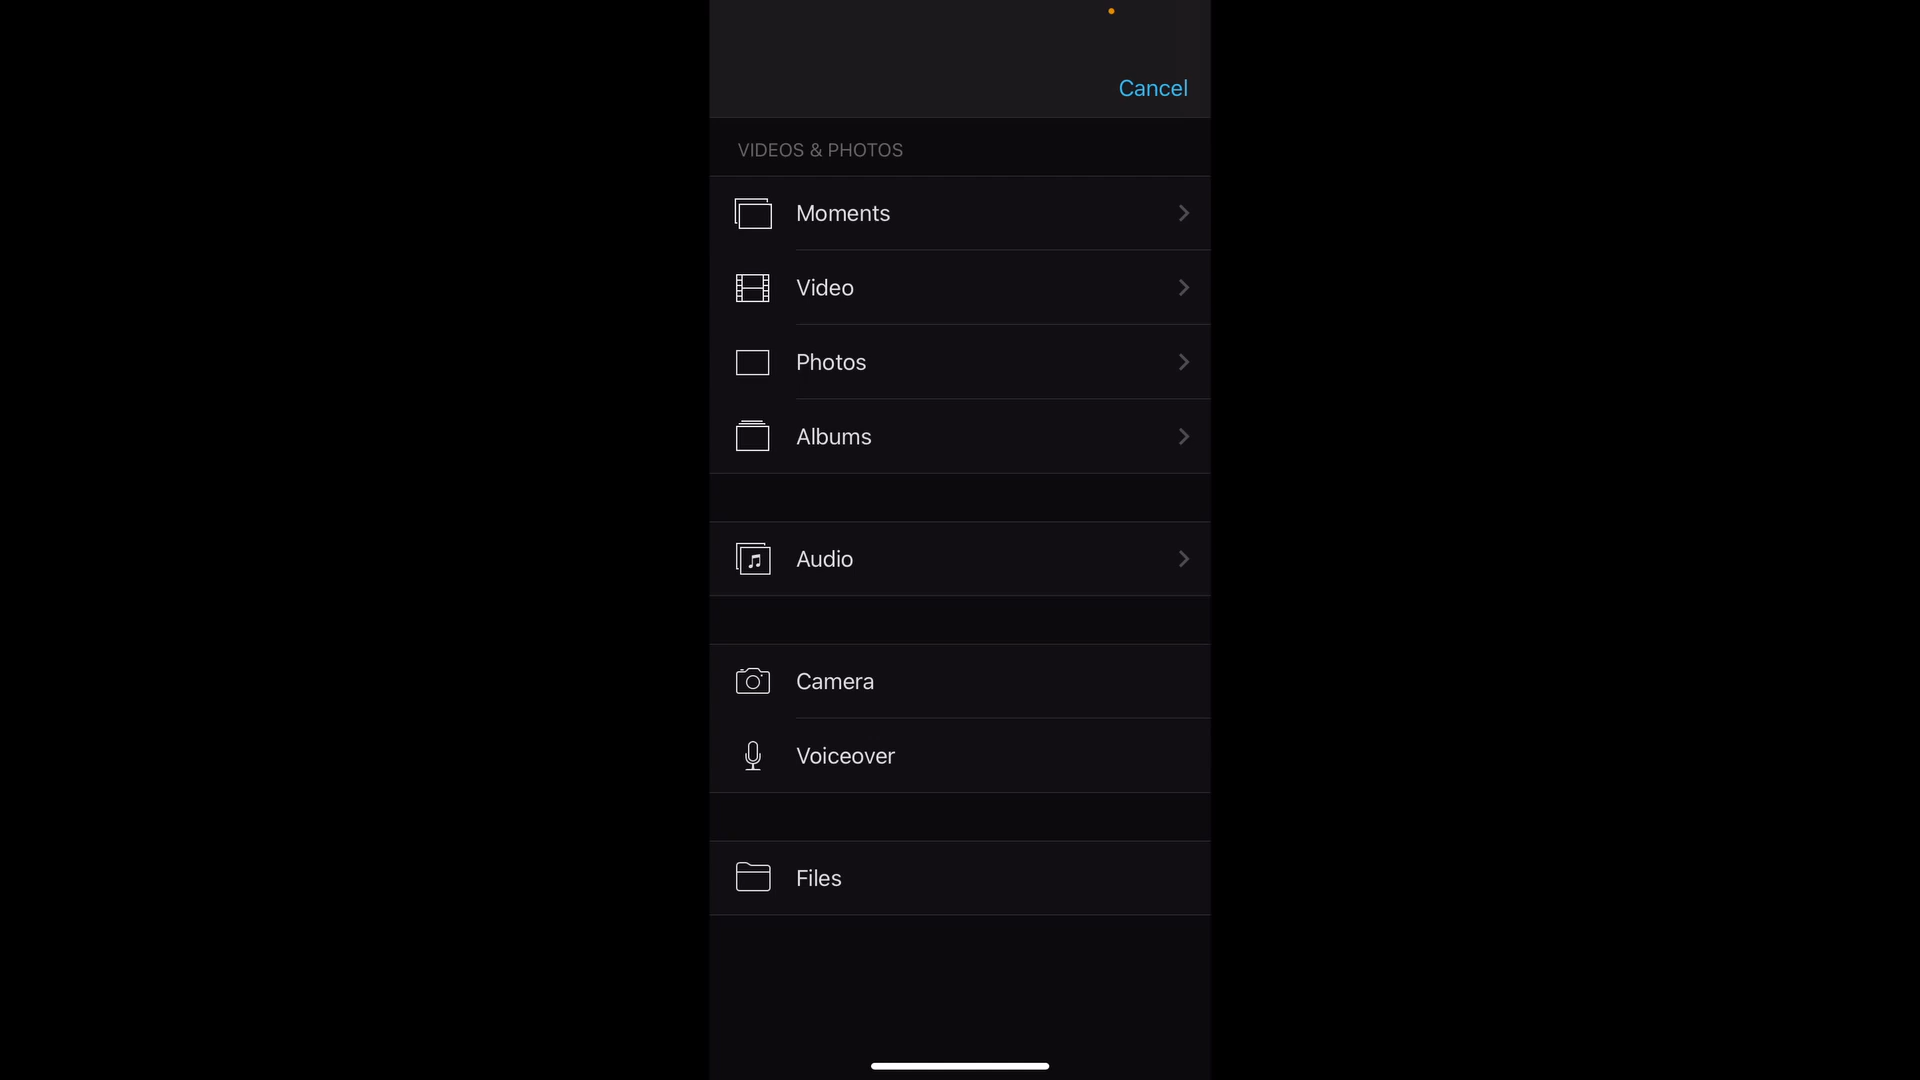 Cancel
VIDEOS & PHOTOS
Moments
Video
Photos
Albums
Audio
Camera
Voiceover
Files